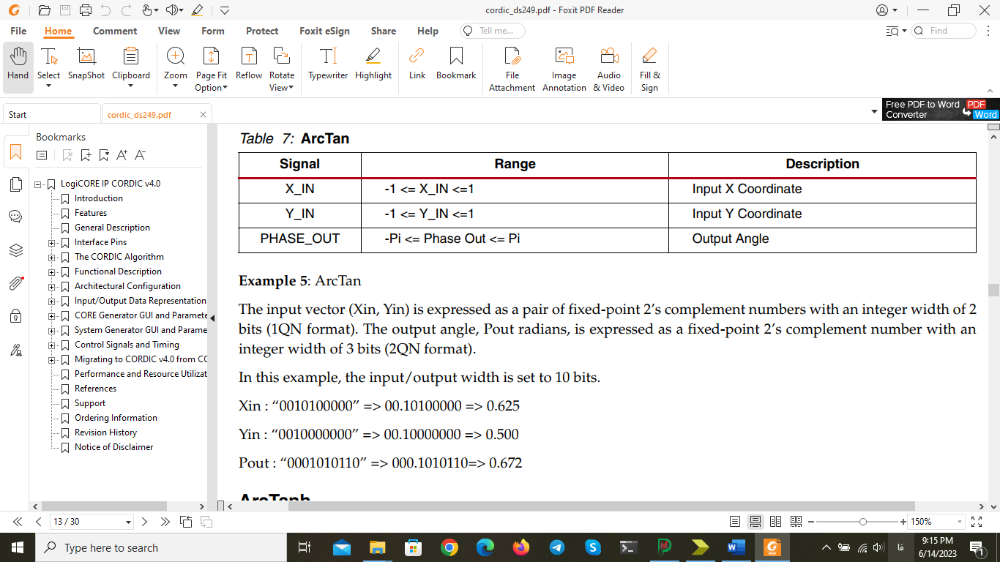 cordic_ds249.pdf - Foxit PDF Reader
File Home Comment View Form Protect Foxit eSign Share Help Tell me... Find
Hand Select SnapShot Clipboard Zoom Page Fit Option Reflow Rotate View Typewriter Highlight Link Bookmark File Attachment Image Annotation Audio & Video Fill & Sign
Start cordic_ds249.pdf
Free PDF to Word Converter PDF Word
Bookmarks
LogiCORE IP CORDIC v4.0
Introduction
Features
General Description
Interface Pins
The CORDIC Algorithm
Functional Description
Architectural Configuration
Input/Output Data Representation
CORE Generator GUI and Paramete
System Generator GUI and Parame
Control Signals and Timing
Migrating to CORDIC v4.0 from CO
Performance and Resource Utilizat
References
Support
Ordering Information
Revision History
Notice of Disclaimer
Table 7: ArcTan
Signal Range Description
X_IN -1 <= X_IN <=1 Input X Coordinate
Y_IN -1 <= Y_IN <=1 Input Y Coordinate
PHASE_OUT -Pi <= Phase Out <= Pi Output Angle
Example 5: ArcTan
The input vector (Xin, Yin) is expressed as a pair of fixed-point 2’s complement numbers with an integer width of 2
bits (1QN format). The output angle, Pout radians, is expressed as a fixed-point 2’s complement number with an
integer width of 3 bits (2QN format).
In this example, the input/output width is set to 10 bits.
Xin : “0010100000” => 00.10100000 => 0.625
Yin : “0010000000” => 00.10000000 => 0.500
Pout : “0001010110” => 000.1010110=> 0.672
ArcTanh
13 / 30 150%
Type here to search
فا 9:15 PM
6/14/2023 1